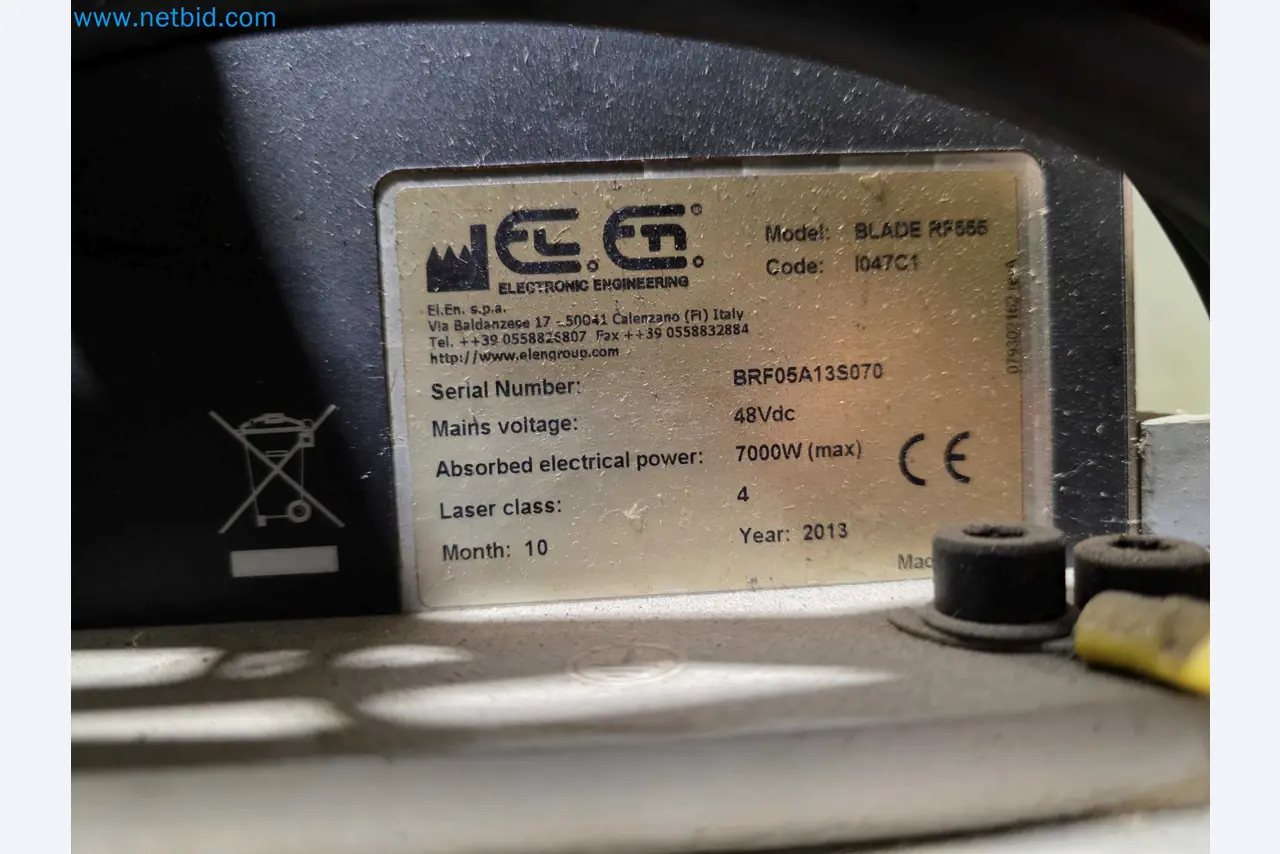 www.netbid.com
EL. En.®
ELECTRONIC ENGINEERING
Model: BLADE RF555
Code: I047C1
El.En. s.p.a.
Via Baldanzese 17 - 50041 Calenzano (FI) Italy
Tel. ++39 0558826807 Fax ++39 0558832884
http://www.elengroup.com
Serial Number: BRF05A13S070
Mains voltage: 48Vdc
Absorbed electrical power: 7000W (max)
CE
Laser class: 4
Month: 10 Year: 2013